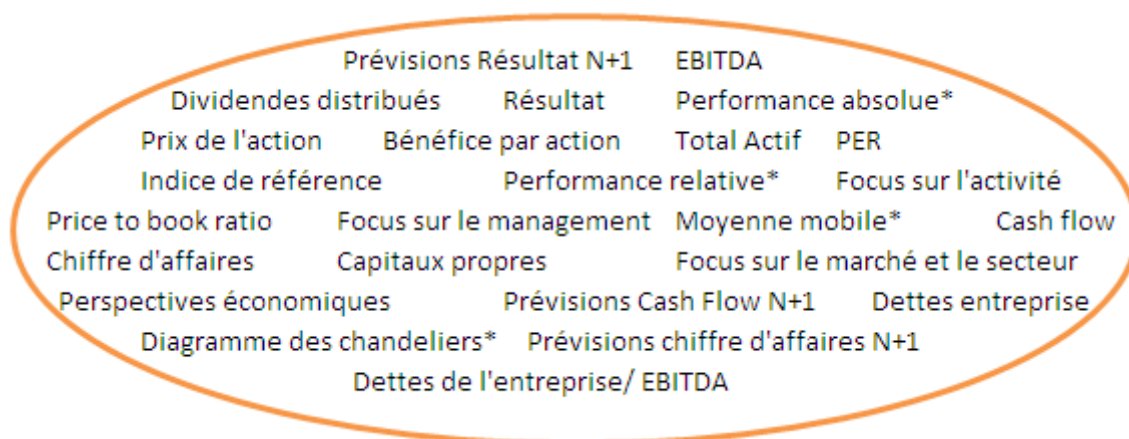 Prévisions Résultat N+1 EBITDA
Dividendes distribués Résultat Performance absolue*
Prix de l'action Bénéfice par action Total Actif PER
Indice de référence Performance relative* Focus sur l'activité
Price to book ratio Focus sur le management Moyenne mobile* Cash flow
Chiffre d'affaires Capitaux propres Focus sur le marché et le secteur
Perspectives économiques Prévisions Cash Flow N+1 Dettes entreprise
Diagramme des chandeliers* Prévisions chiffre d'affaires N+1
Dettes de l'entreprise/ EBITDA